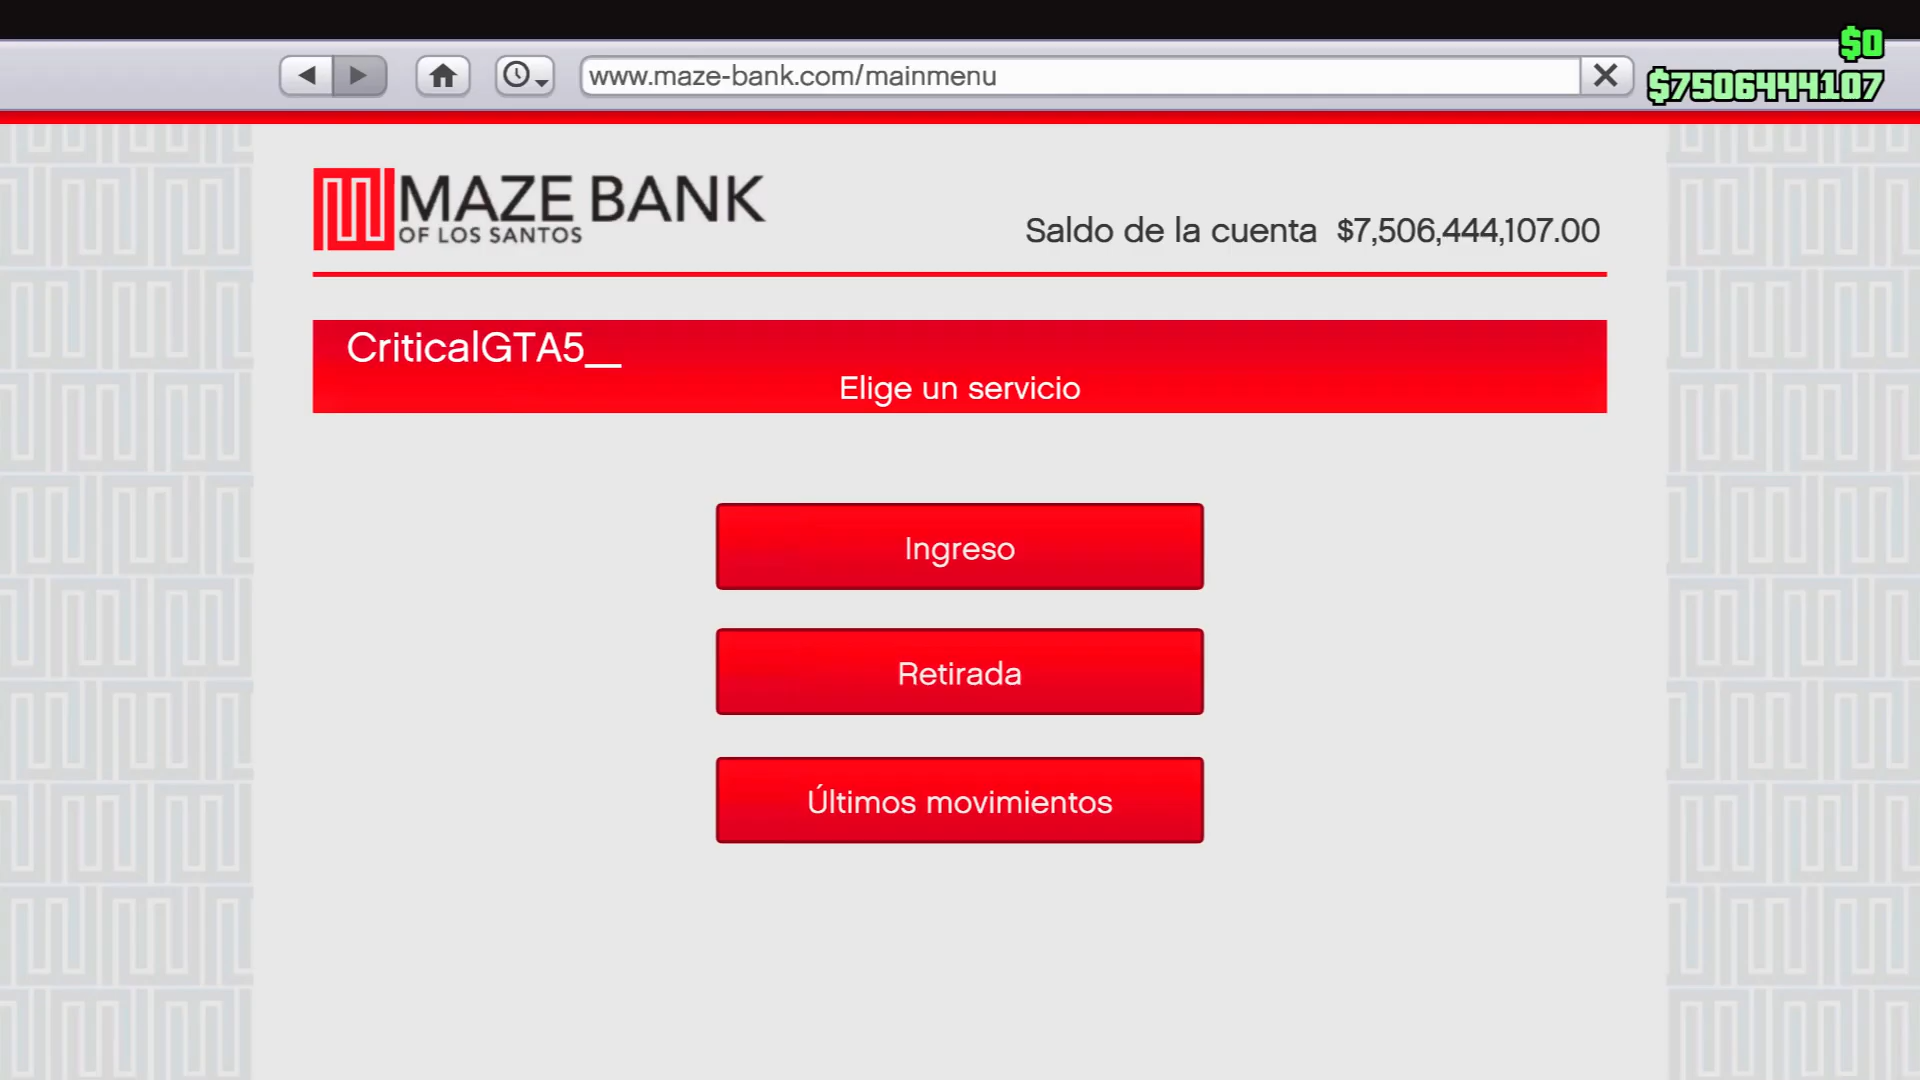 $0
www.maze-bank.com/mainmenu
$7506444107
MAZE BANK
OF LOS SANTOS
Saldo de la cuenta $7,506,444,107.00
CriticalGTA5__
Elige un servicio
Ingreso
Retirada
Últimos movimientos